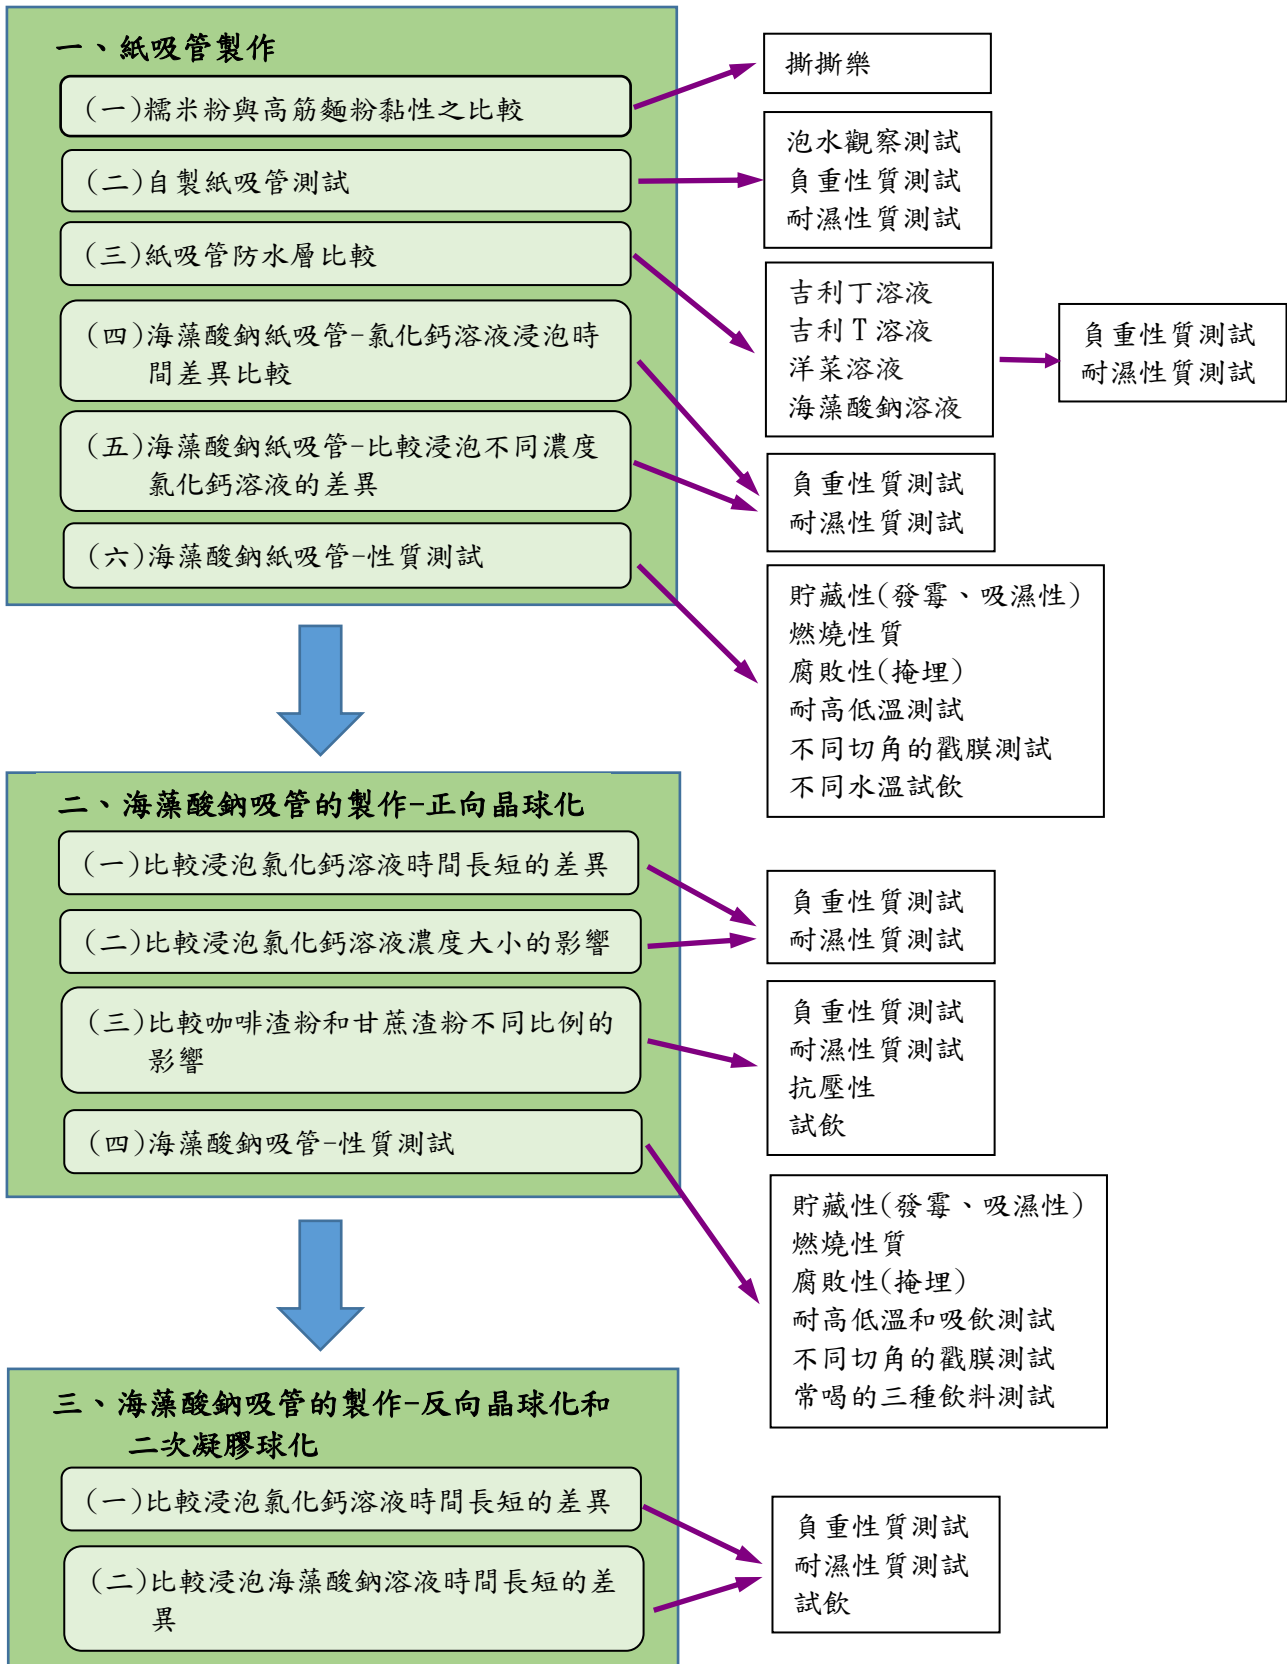 一、紙吸管製作
(一)糯米粉與高筋麵粉黏性之比較
撕撕樂
(二)自製紙吸管測試
泡水觀察測試
負重性質測試
耐濕性質測試
(三)紙吸管防水層比較
吉利丁溶液
吉利T溶液
洋菜溶液
海藻酸鈉溶液
負重性質測試
耐濕性質測試
(四)海藻酸鈉紙吸管-氯化鈣溶液浸泡時
間差異比較
(五)海藻酸鈉紙吸管-比較浸泡不同濃度
氯化鈣溶液的差異
負重性質測試
耐濕性質測試
(六)海藻酸鈉紙吸管-性質測試
貯藏性(發霉、吸濕性)
燃燒性質
腐敗性(掩埋)
耐高低溫測試
不同切角的戳膜測試
不同水溫試飲
二、海藻酸鈉吸管的製作-正向晶球化
(一)比較浸泡氯化鈣溶液時間長短的差異
(二)比較浸泡氯化鈣溶液濃度大小的影響
負重性質測試
耐濕性質測試
(三)比較咖啡渣粉和甘蔗渣粉不同比例的
影響
負重性質測試
耐濕性質測試
抗壓性
試飲
(四)海藻酸鈉吸管-性質測試
貯藏性(發霉、吸濕性)
燃燒性質
腐敗性(掩埋)
耐高低溫和吸飲測試
不同切角的戳膜測試
常喝的三種飲料測試
三、海藻酸鈉吸管的製作-反向晶球化和
二次凝膠球化
(一)比較浸泡氯化鈣溶液時間長短的差異
(二)比較浸泡海藻酸鈉溶液時間長短的差
異
負重性質測試
耐濕性質測試
試飲